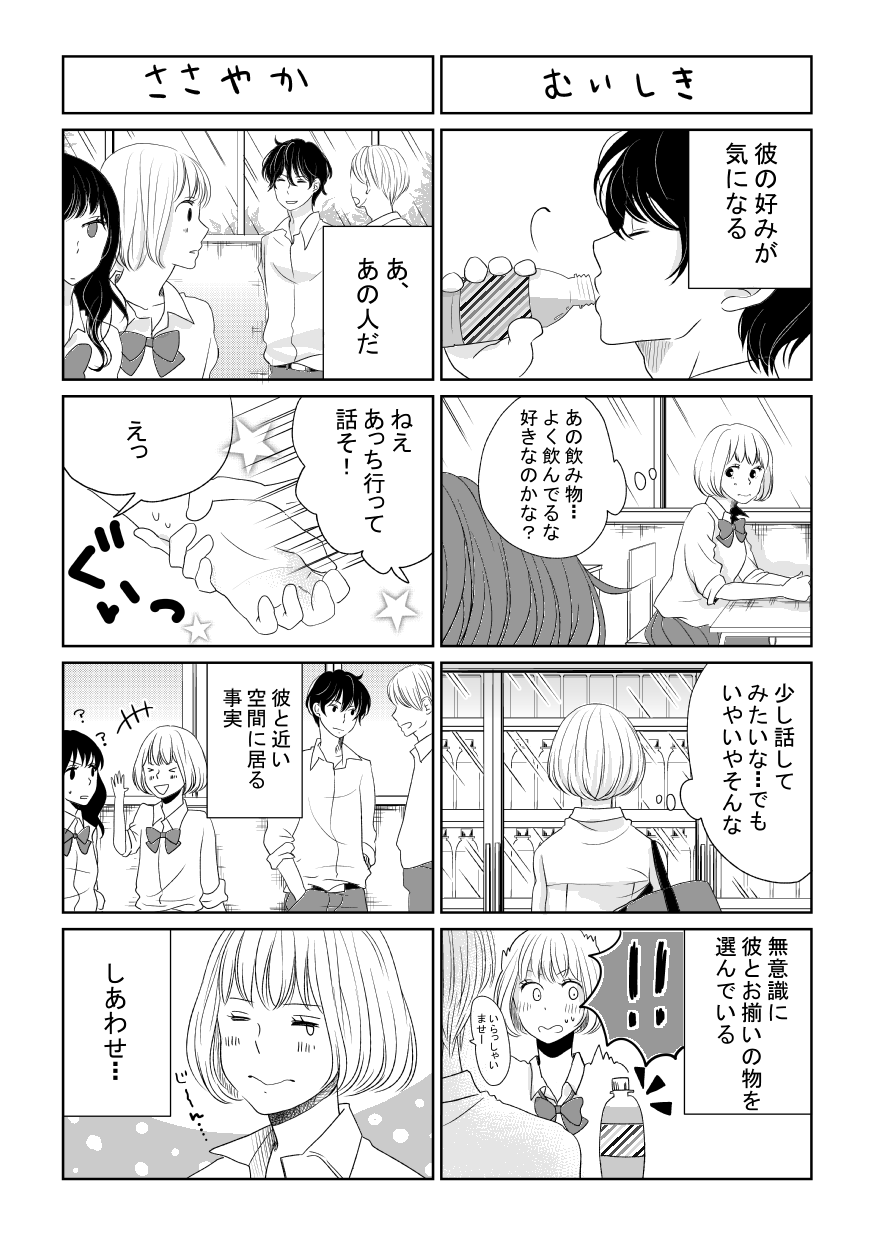 むいしき
彼の好みが
気になる
あの飲み物…
よく飲んでるな
好きなのかな？
少し話して
みたいな…でも
いやいやそんな
無意識に
彼とお揃いの物を
選んでいる
!!
いらっしゃい
ませー
ささやか
あ、
あの人だ
ねえ
あっち行って
話そ！
えっ
ぐいっ
彼と近い
空間に居る
事実
？
？
しあわせ…
じ～ん…